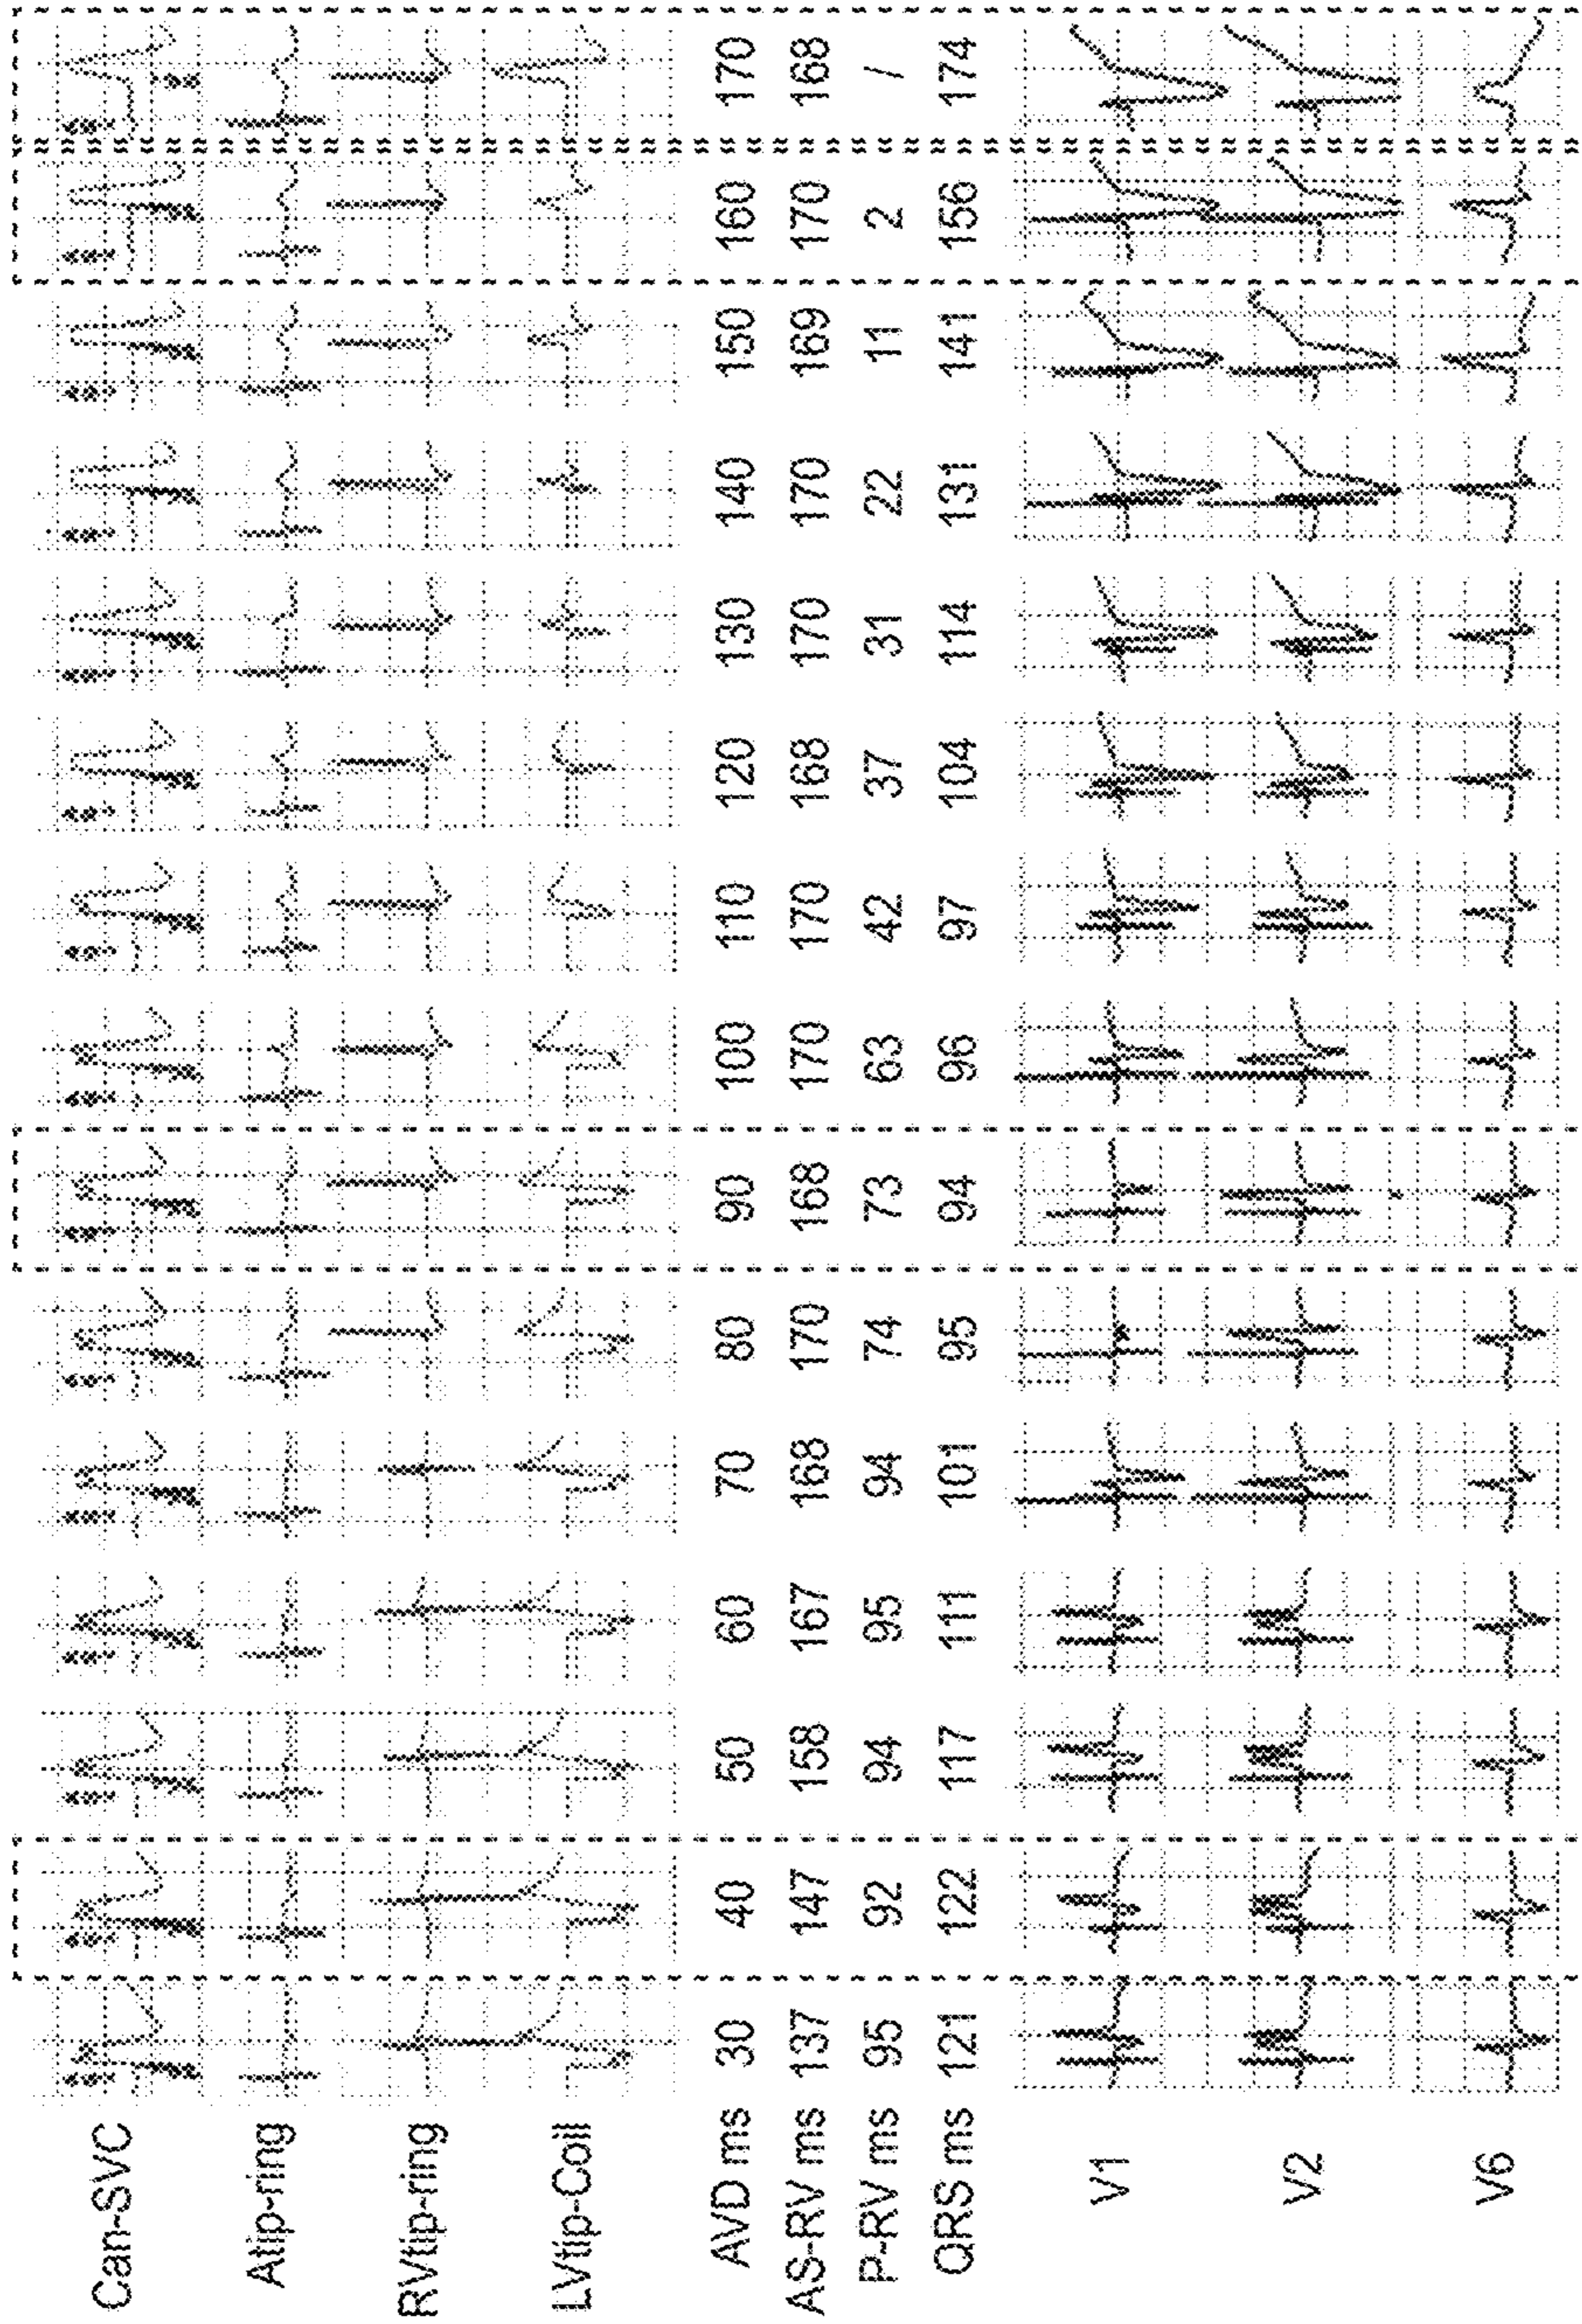 Can-SVC
Atip-ring
RVtip-ring
LVtip-Coil
AVD ms 30 40 50 60 70 80 90 100 110 120 130 140 150 160 170
AS-RV ms 137 147 158 167 168 170 168 170 170 168 170 170 169 170 168
P-RV ms 95 92 94 95 94 74 73 63 42 37 31 22 11 2 /
QRS ms 121 122 117 111 101 95 94 96 97 104 114 131 141 156 174
V1
V2
V6